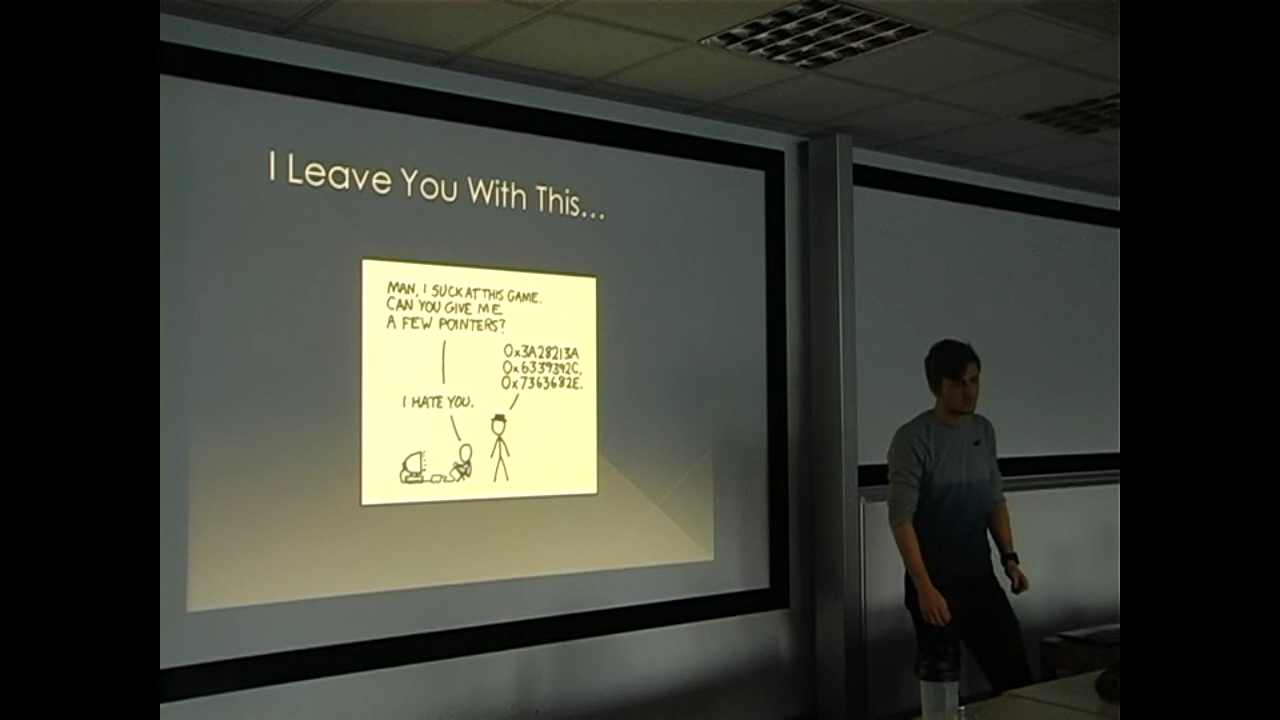 I Leave You With This...
MAN, I SUCK AT THIS GAME.
CAN YOU GIVE ME
A FEW POINTERS?
0x3A28213A
0x6339392C,
0x7363682E.
I HATE YOU.